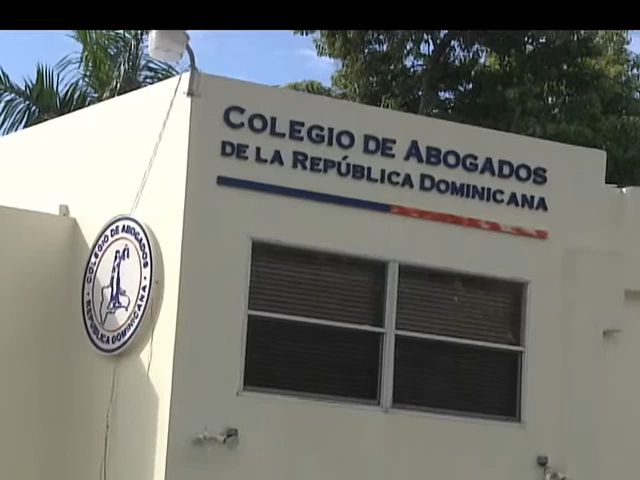 COLEGIO DE ABOGADOS
DE LA REPÚBLICA DOMINICANA
COLEGIO DE ABOGADOS
REPÚBLICA DOMINICANA